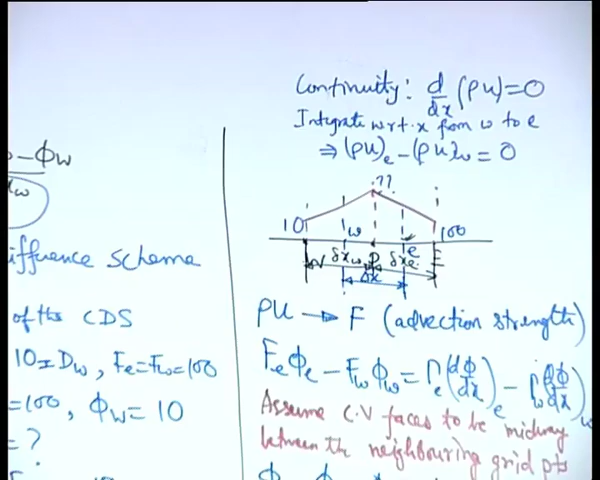 Continuity: d/dx (ρu)=0
Integrate w.r.t. x from w to e
⇒ (ρu)e − (ρu)w = 0
??
10 w e 100
W δxw P δxe E
Δx
ρu → F (advection strength)
Feφe − Fwφw = Γe(dφ/dx)e − Γw(dφ/dx)w
Assume C.V faces to be midway
between the neighbouring grid pts
−φw
xw
ifference Scheme
of the CDS
10=Dw, Fe=Fw=100
=100, φW=10
=?